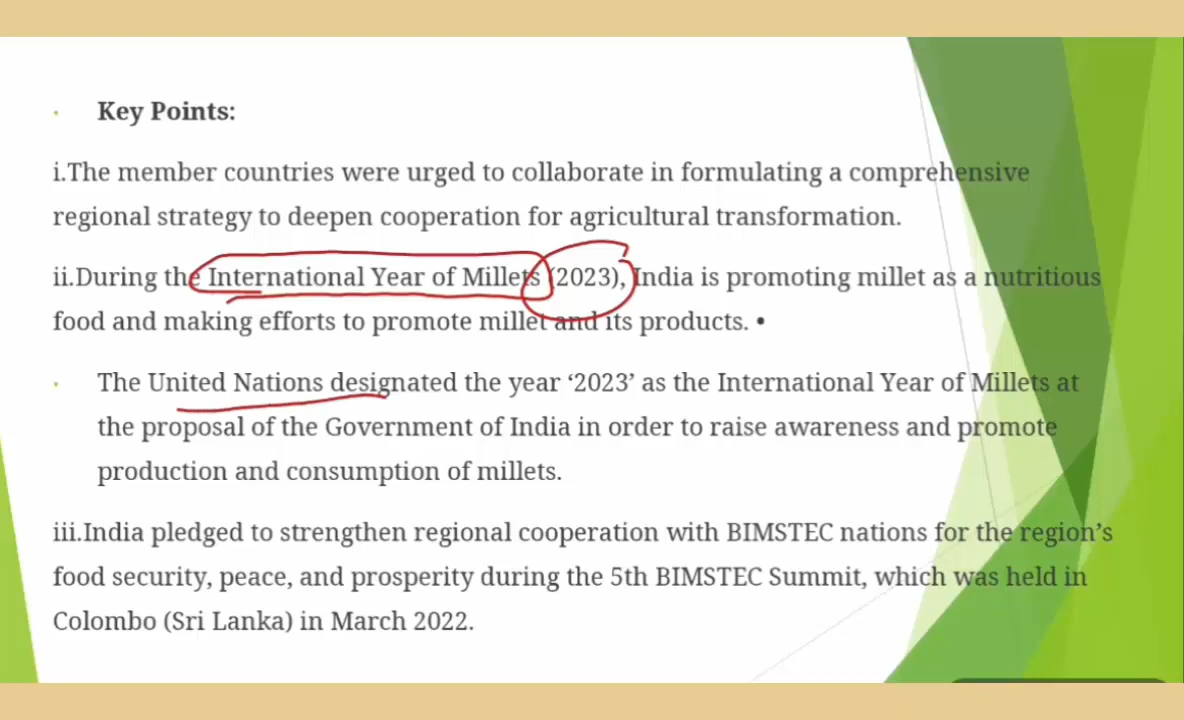 · Key Points:
i.The member countries were urged to collaborate in formulating a comprehensive
regional strategy to deepen cooperation for agricultural transformation.
ii.During the International Year of Millets (2023), India is promoting millet as a nutritious
food and making efforts to promote millet and its products. •
· The United Nations designated the year ‘2023’ as the International Year of Millets at
the proposal of the Government of India in order to raise awareness and promote
production and consumption of millets.
iii.India pledged to strengthen regional cooperation with BIMSTEC nations for the region’s
food security, peace, and prosperity during the 5th BIMSTEC Summit, which was held in
Colombo (Sri Lanka) in March 2022.